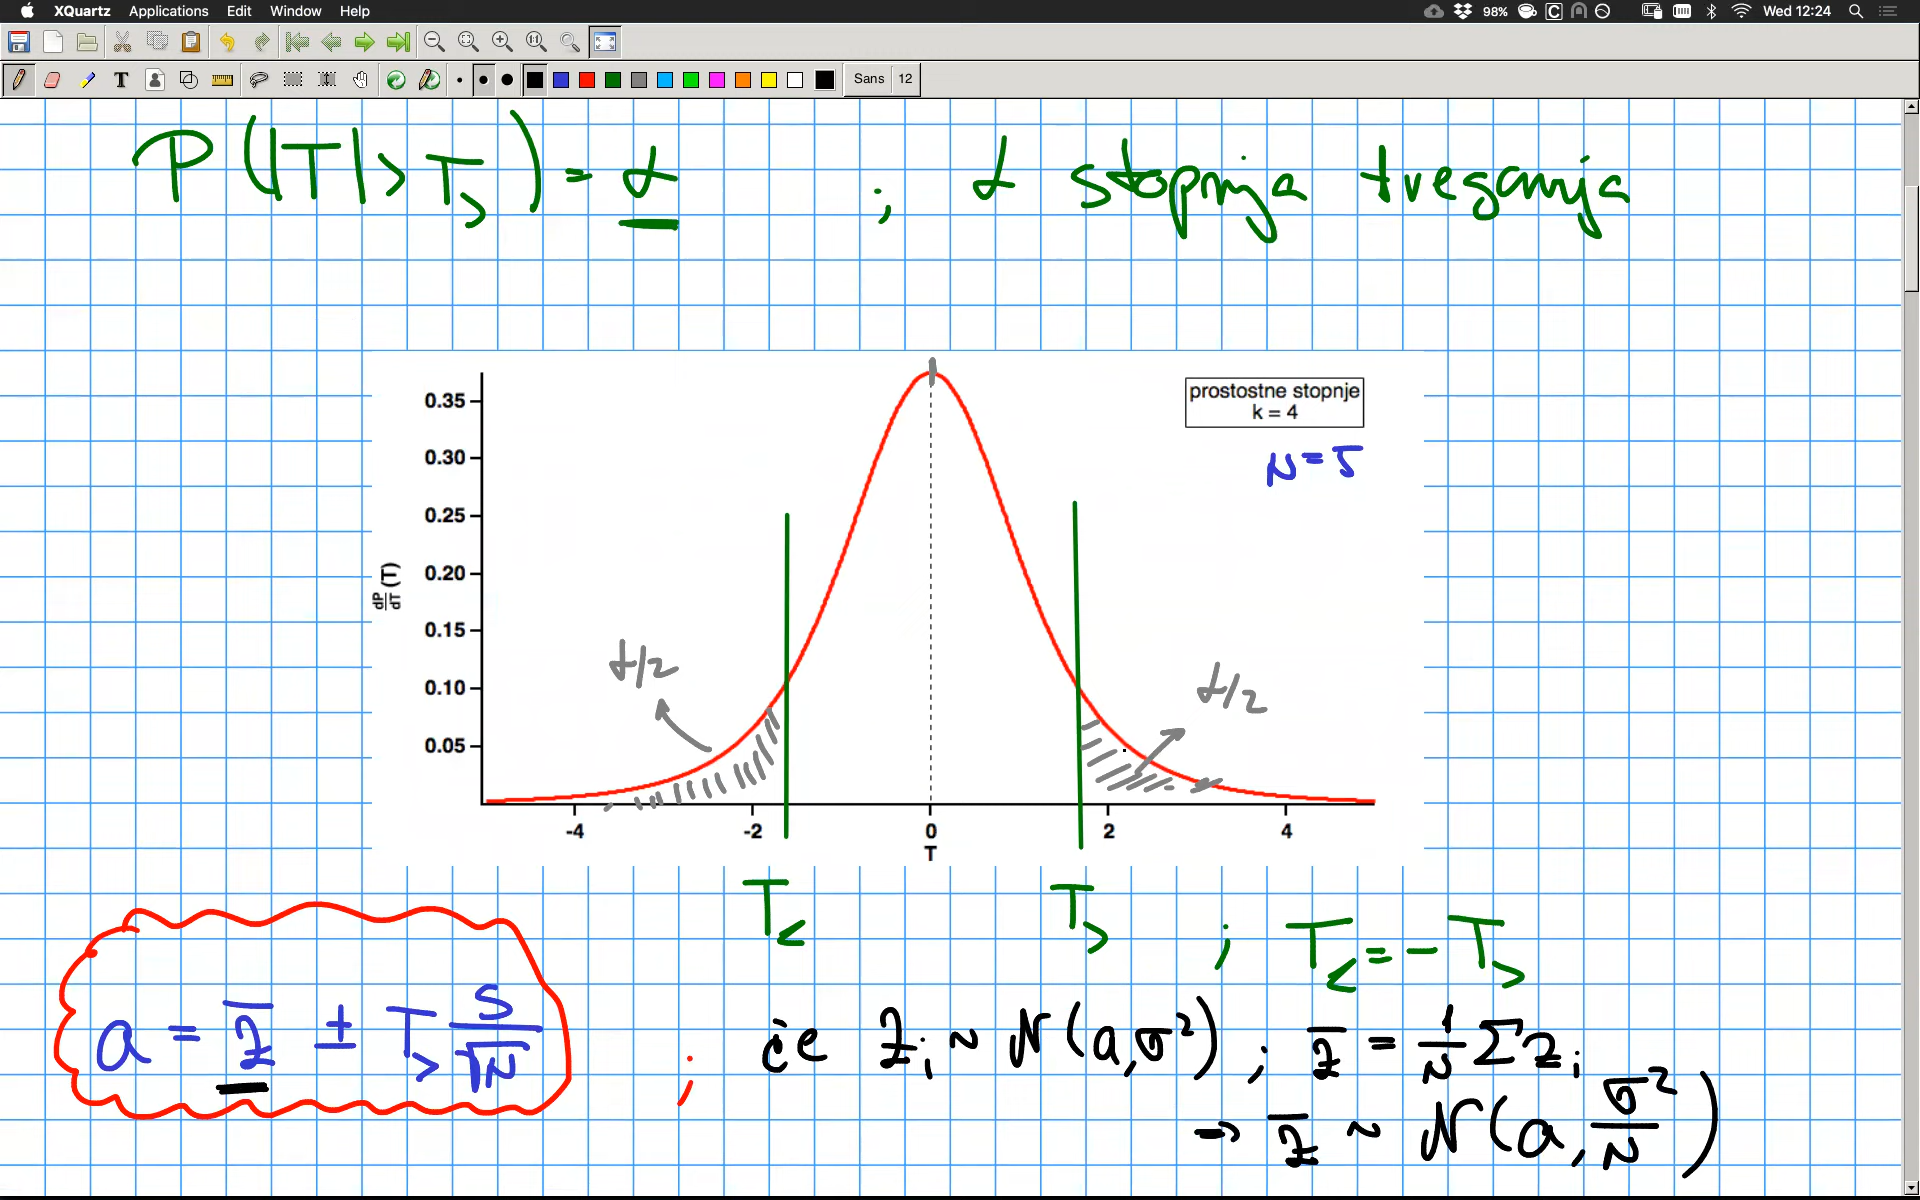 XQuartz Applications Edit Window Help 98% Wed 12:24
Sans 12
P(|T|>T>) = α ; α stopnja tveganja
prostostne stopnje
k = 4
N=5
0.35
0.30
0.25
0.20
0.15
0.10
0.05
dP/dT (T)
α/2
α/2
-4 -2 0 2 4
T
T< T> ; T< = - T>
a = z̄ ± T> S/√N ; če zᵢ ~ N(a,σ²) ; z̄ = 1/N Σ zᵢ
⇒ z̄ ~ N(a, σ²/N)